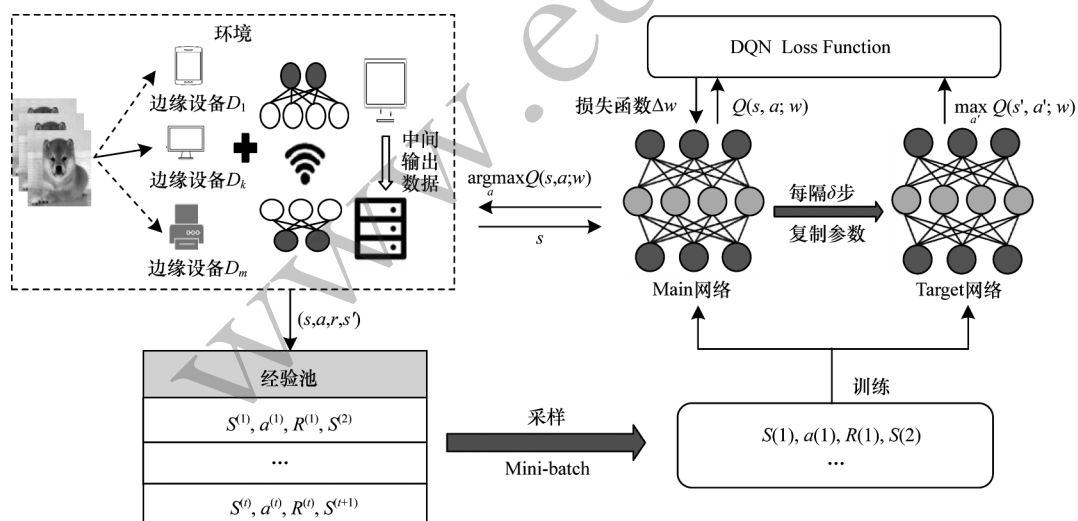 环境
边缘设备D1
边缘设备Dk
边缘设备Dm
中间
输出
数据
DQN Loss Function
损失函数Δw
Q(s, a; w)
max Q(s', a'; w)
a'
argmax Q(s,a;w)
a
s
每隔δ步
复制参数
Main网络
Target网络
(s,a,r,s')
经验池
S(1), a(1), R(1), S(2)
...
S(t), a(t), R(t), S(t+1)
采样
Mini-batch
训练
S(1), a(1), R(1), S(2)
...
www.ec